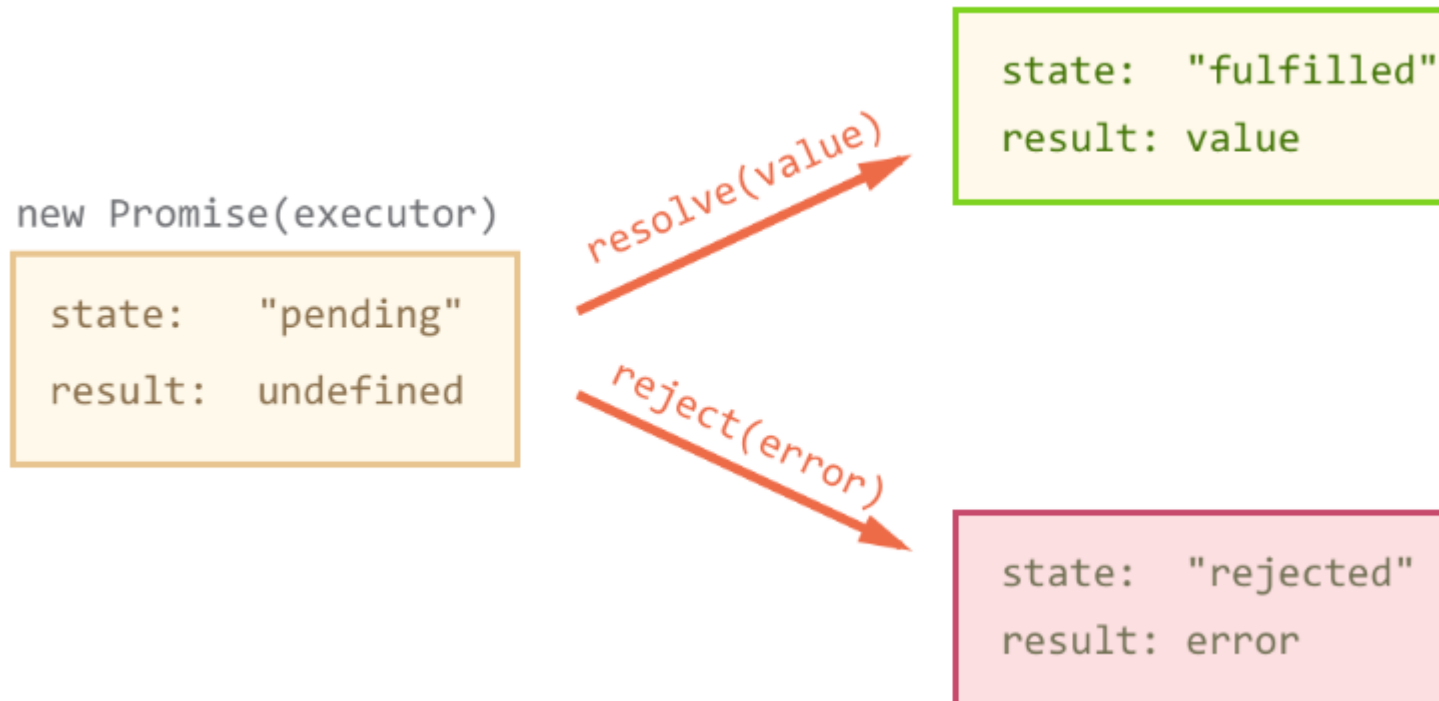 new Promise(executor)
state: "pending"
result: undefined
resolve(value)
reject(error)
state: "fulfilled"
result: value
state: "rejected"
result: error